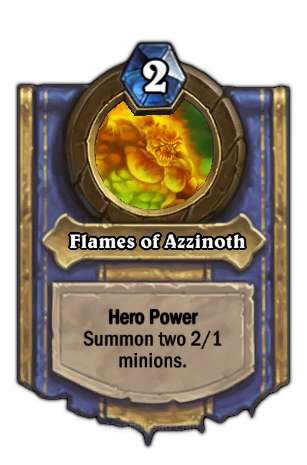 2
Flames of Azzinoth
Hero Power
Summon two 2/1
minions.